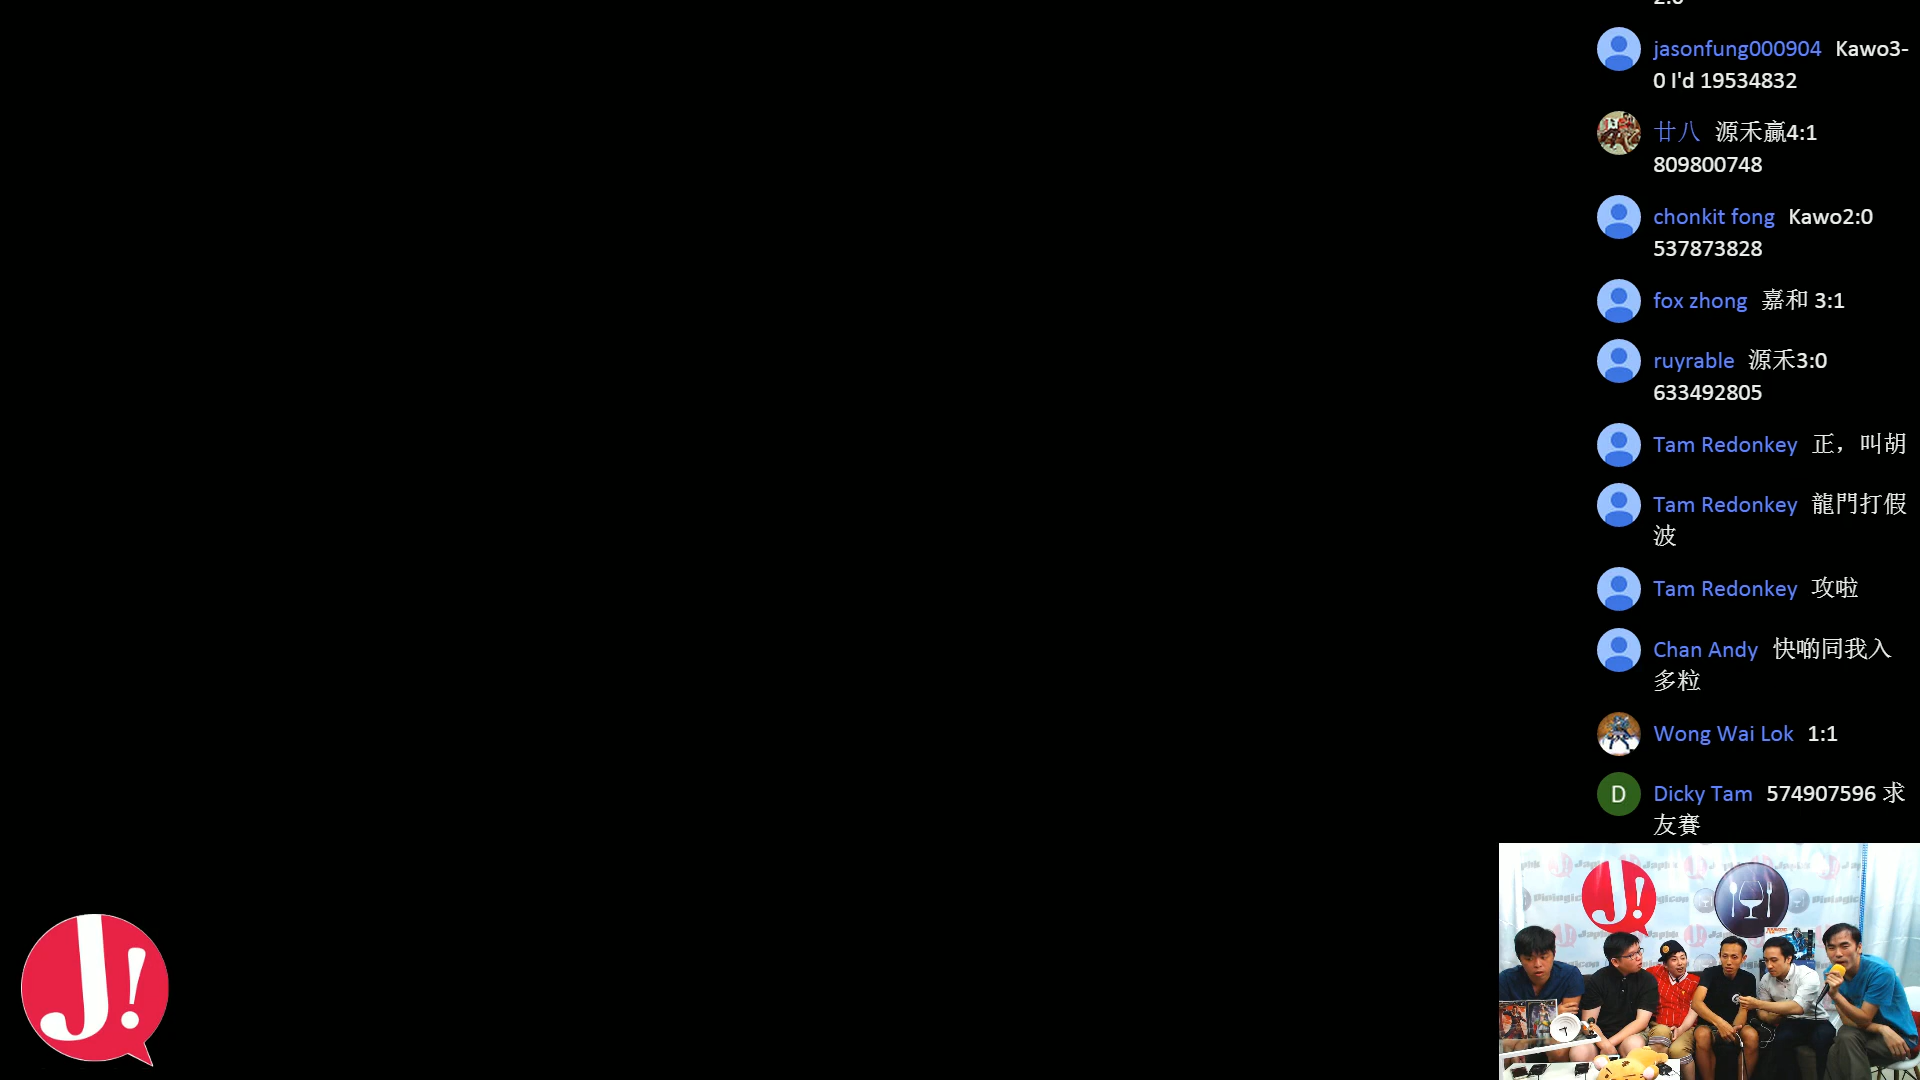 jasonfung000904 Kawo3-
0 I'd 19534832
廿八 源禾贏4:1
809800748
chonkit fong Kawo2:0
537873828
fox zhong 嘉和 3:1
ruyrable 源禾3:0
633492805
Tam Redonkey 正，叫胡
Tam Redonkey 龍門打假
波
Tam Redonkey 攻啦
Chan Andy 快啲同我入
多粒
Wong Wai Lok 1:1
D
Dicky Tam 574907596 求
友賽
J!
J!